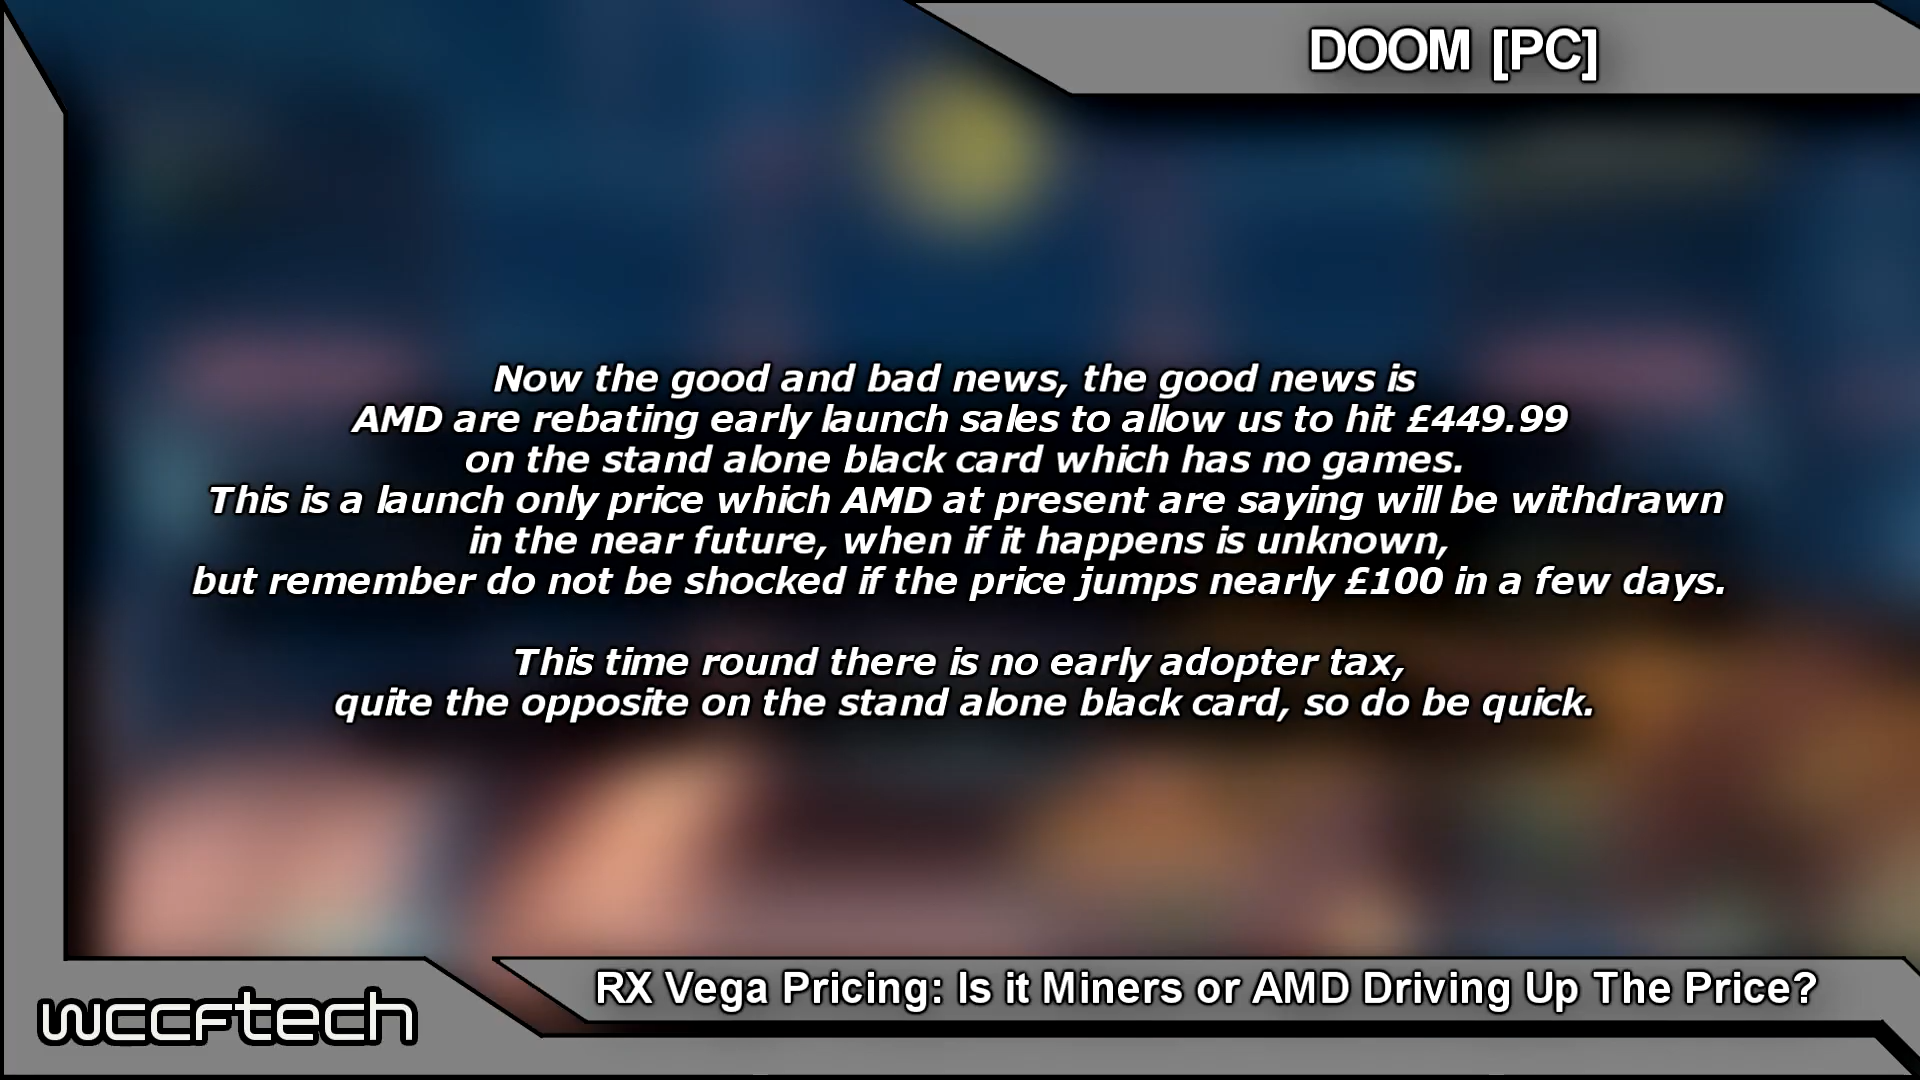 DOOM [PC]
Now the good and bad news, the good news is
AMD are rebating early launch sales to allow us to hit £449.99
on the stand alone black card which has no games.
This is a launch only price which AMD at present are saying will be withdrawn
in the near future, when if it happens is unknown,
but remember do not be shocked if the price jumps nearly £100 in a few days.
This time round there is no early adopter tax,
quite the opposite on the stand alone black card, so do be quick.
RX Vega Pricing: Is it Miners or AMD Driving Up The Price?
wccftech